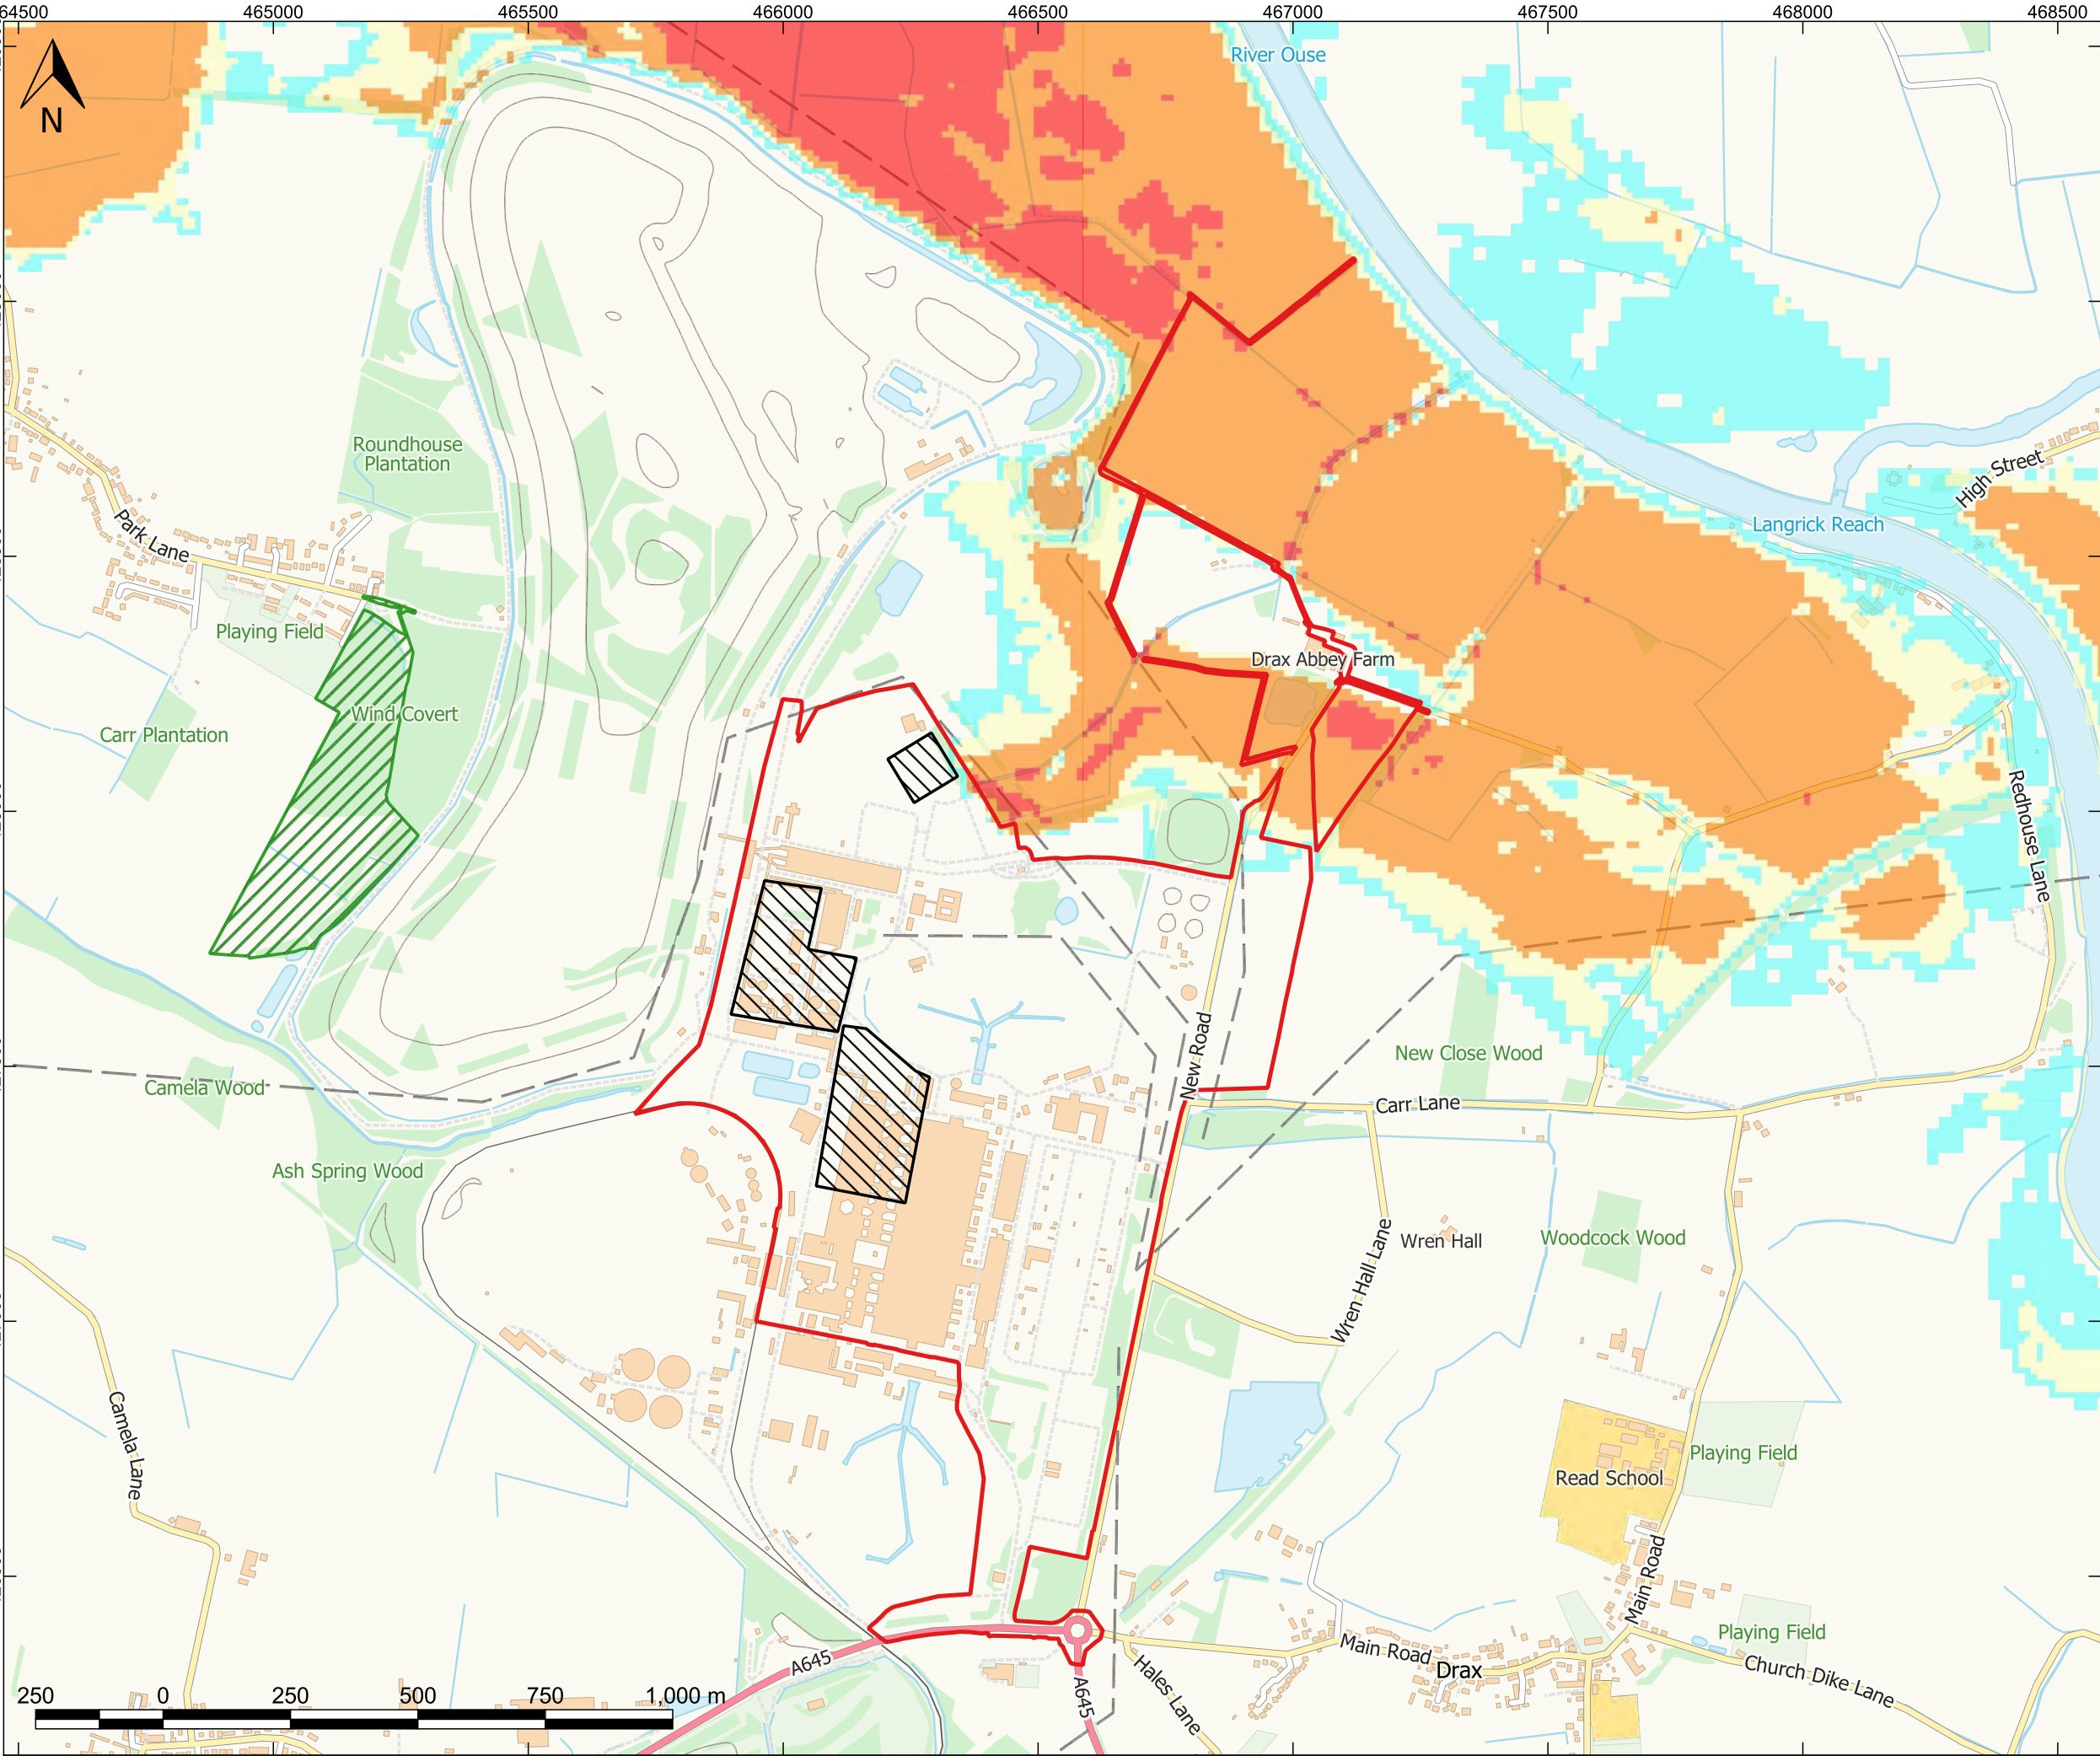 465000
465500
466000
466500
467000
467500
468000
468500
River Ouse
N
Roundhouse
Plantation
High Street
Park Lane
Langrick Reach
Playing Field
Drax Abbey Farm
Wind Covert
Carr Plantation
Redhouse Lane
New Road
New Close Wood
Camela Wood
Carr Lane
Ash Spring Wood
Wren Hall Lane
Wren Hall
Woodcock Wood
Camela Lane
Playing Field
Read School
Main Road
Playing Field
Main Road
Drax
Church Dike Lane
A645
Hales Lane
A645
250
0
250
500
750
1,000 m